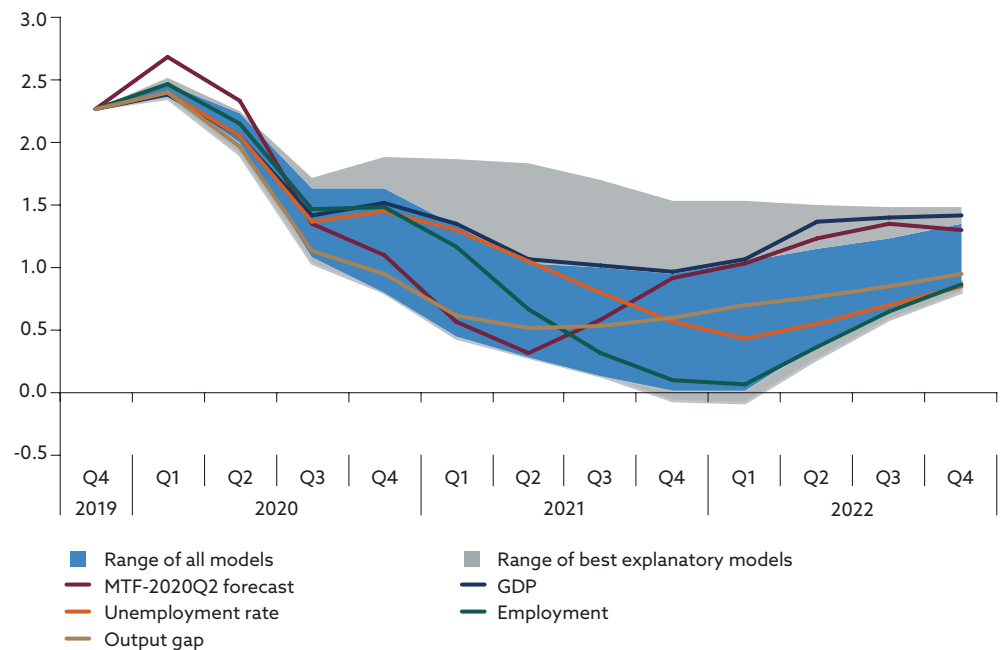 3.0
2.5
2.0
1.5
1.0
0.5
0.0
-0.5
Q4 Q1 Q2 Q3 Q4 Q1 Q2 Q3 Q4 Q1 Q2 Q3 Q4
2019 2020 2021 2022
Range of all models Range of best explanatory models
MTF-2020Q2 forecast GDP
Unemployment rate Employment
Output gap